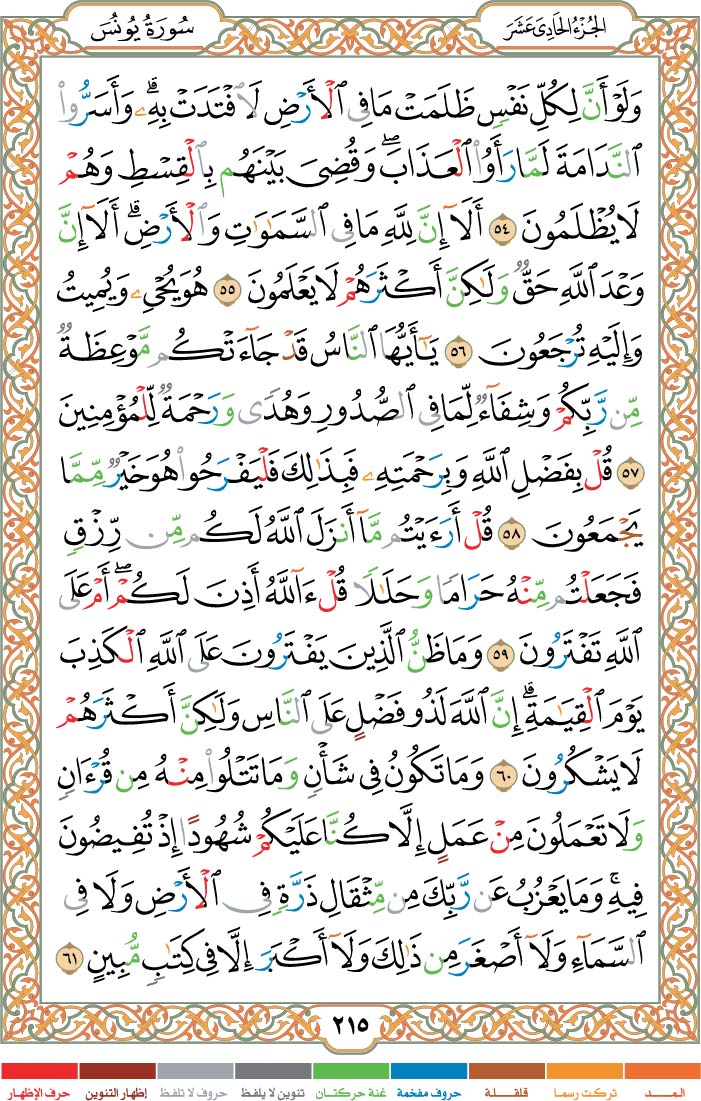 الجُزْءُ الحَادِي عَشَرَ
سُورَةُ يُونُسَ
وَلَوْ أَنَّ لِكُلِّ نَفْسٍ ظَلَمَتْ مَا فِي ٱلْأَرْضِ لَٱفْتَدَتْ بِهِۦۗ وَأَسَرُّوا۟
ٱلنَّدَامَةَ لَمَّا رَأَوُا۟ ٱلْعَذَابَۖ وَقُضِيَ بَيْنَهُم بِٱلْقِسْطِ وَهُمْ
لَا يُظْلَمُونَ ٥٤ أَلَآ إِنَّ لِلَّهِ مَا فِي ٱلسَّمَٰوَٰتِ وَٱلْأَرْضِۗ أَلَآ إِنَّ
وَعْدَ ٱللَّهِ حَقٌّ وَلَٰكِنَّ أَكْثَرَهُمْ لَا يَعْلَمُونَ ٥٥ هُوَ يُحْيِۦ وَيُمِيتُ
وَإِلَيْهِ تُرْجَعُونَ ٥٦ يَٰٓأَيُّهَا ٱلنَّاسُ قَدْ جَآءَتْكُم مَّوْعِظَةٌ
مِّن رَّبِّكُمْ وَشِفَآءٌ لِّمَا فِي ٱلصُّدُورِ وَهُدًى وَرَحْمَةٌ لِّلْمُؤْمِنِينَ
٥٧ قُلْ بِفَضْلِ ٱللَّهِ وَبِرَحْمَتِهِۦ فَبِذَٰلِكَ فَلْيَفْرَحُوا۟ هُوَ خَيْرٌ مِّمَّا
يَجْمَعُونَ ٥٨ قُلْ أَرَءَيْتُم مَّآ أَنزَلَ ٱللَّهُ لَكُم مِّن رِّزْقٍ
فَجَعَلْتُم مِّنْهُ حَرَامًا وَحَلَٰلًا قُلْ ءَآللَّهُ أَذِنَ لَكُمْۖ أَمْ عَلَى
ٱللَّهِ تَفْتَرُونَ ٥٩ وَمَا ظَنُّ ٱلَّذِينَ يَفْتَرُونَ عَلَى ٱللَّهِ ٱلْكَذِبَ
يَوْمَ ٱلْقِيَٰمَةِۗ إِنَّ ٱللَّهَ لَذُو فَضْلٍ عَلَى ٱلنَّاسِ وَلَٰكِنَّ أَكْثَرَهُمْ
لَا يَشْكُرُونَ ٦٠ وَمَا تَكُونُ فِي شَأْنٍ وَمَا تَتْلُوا۟ مِنْهُ مِن قُرْءَانٍ
وَلَا تَعْمَلُونَ مِنْ عَمَلٍ إِلَّا كُنَّا عَلَيْكُمْ شُهُودًا إِذْ تُفِيضُونَ
فِيهِۚ وَمَا يَعْزُبُ عَن رَّبِّكَ مِن مِّثْقَالِ ذَرَّةٍ فِي ٱلْأَرْضِ وَلَا فِي
ٱلسَّمَآءِ وَلَآ أَصْغَرَ مِن ذَٰلِكَ وَلَآ أَكْبَرَ إِلَّا فِي كِتَٰبٍ مُّبِينٍ ٦١
٢١٥
المــد تركت رسما قلقلة حروف مفخمة غنة حركتان تنوين لا يلفظ حروف لا تلفظ إظهار التنوين حرف الإظهار